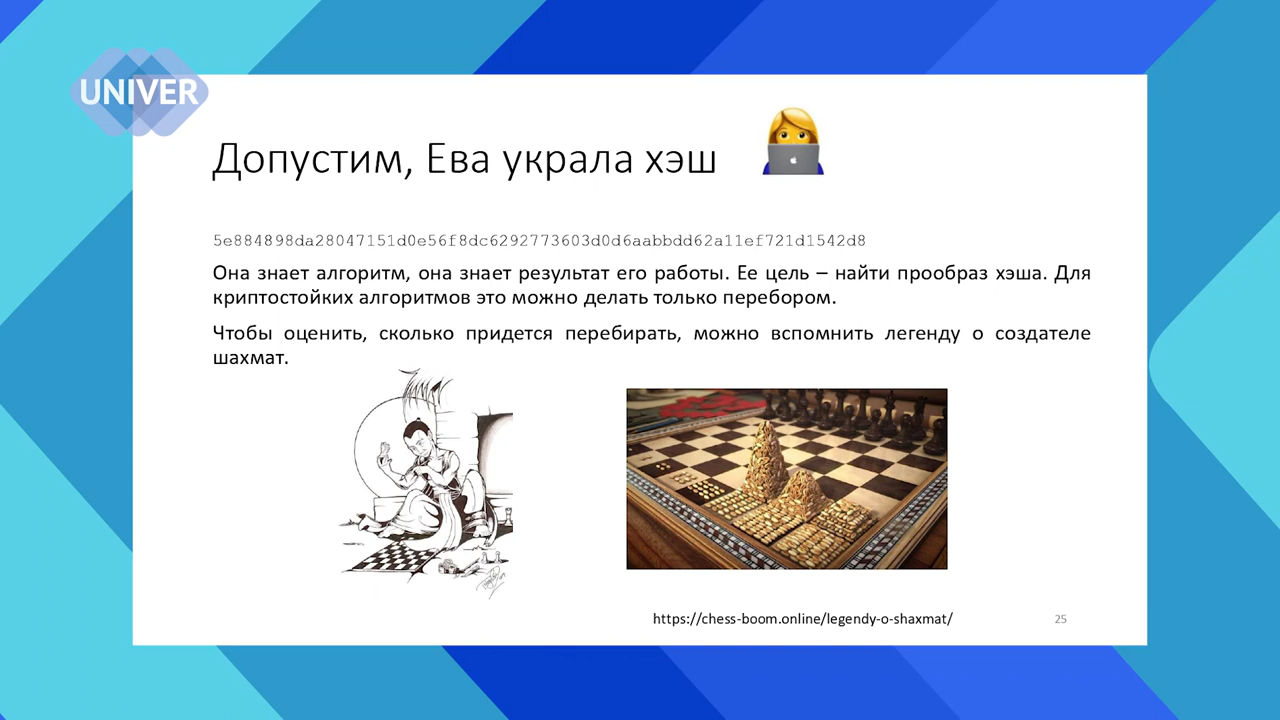 UNIVER
Допустим, Ева украла хэш
5e884898da28047151d0e56f8dc6292773603d0d6aabbdd62a11ef721d1542d8
Она знает алгоритм, она знает результат его работы. Ее цель – найти прообраз хэша. Для
криптостойких алгоритмов это можно делать только перебором.
Чтобы оценить, сколько придется перебирать, можно вспомнить легенду о создателе
шахмат.
https://chess-boom.online/legendy-o-shaxmat/
25